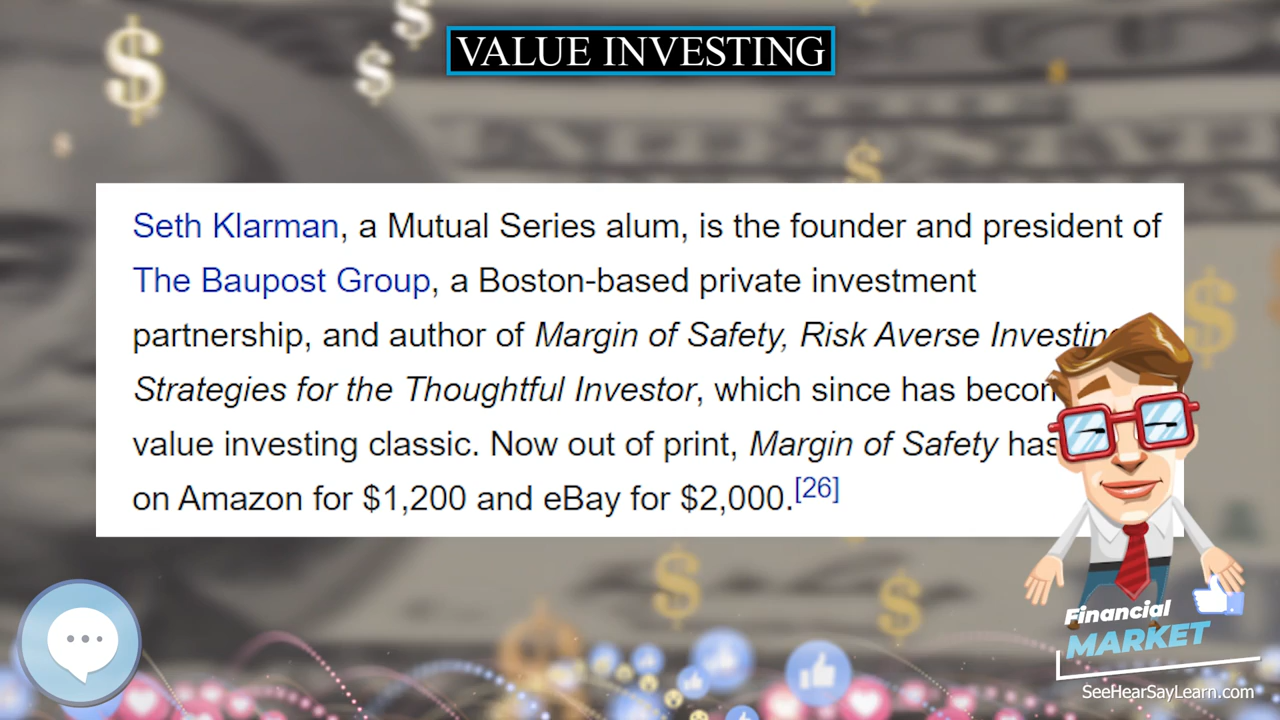 VALUE INVESTING
Seth Klarman, a Mutual Series alum, is the founder and president of
The Baupost Group, a Boston-based private investment
partnership, and author of Margin of Safety, Risk Averse
Strategies for the Thoughtful Investor, which since has
value investing classic. Now out of print, Margin of Safety has
on Amazon for $1,200 and eBay for $2,000.[26]
Financial
MARKET
SeeHearSayLearn.com